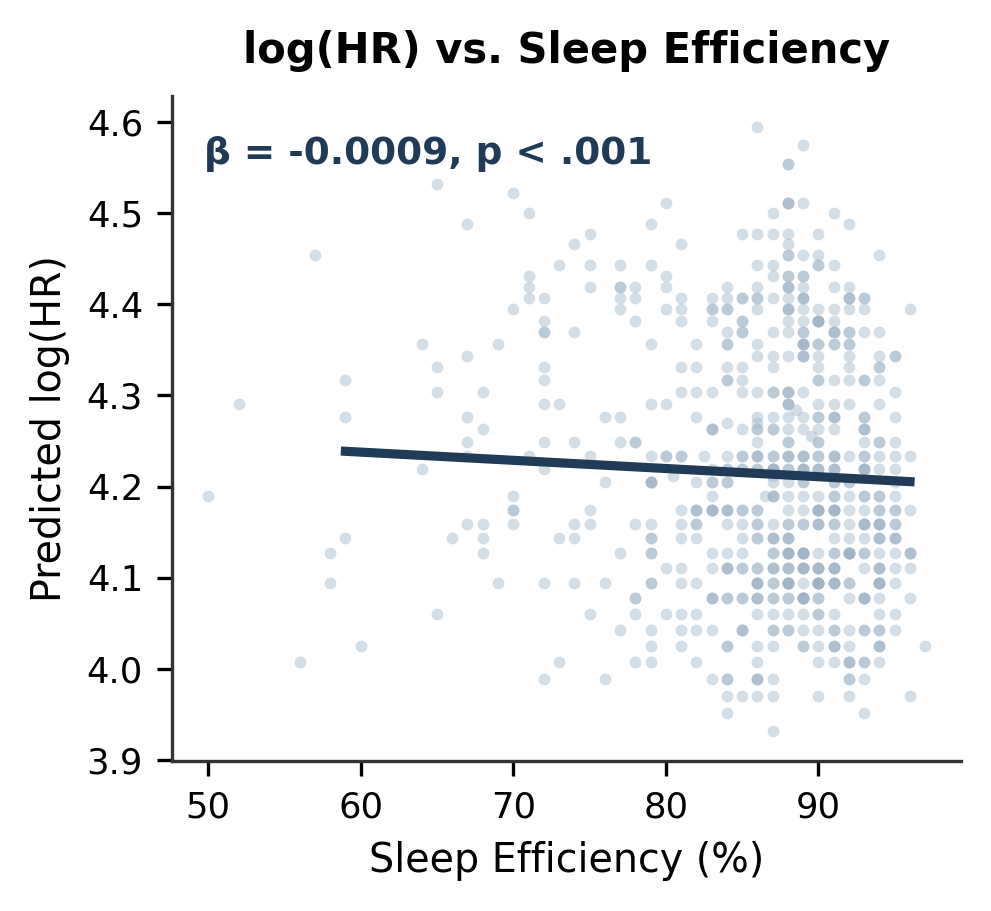 log(HR) vs. Sleep Efficiency
β = -0.0009, p < .001
Predicted log(HR)
4.6
4.5
4.4
4.3
4.2
4.1
4.0
3.9
50 60 70 80 90
Sleep Efficiency (%)